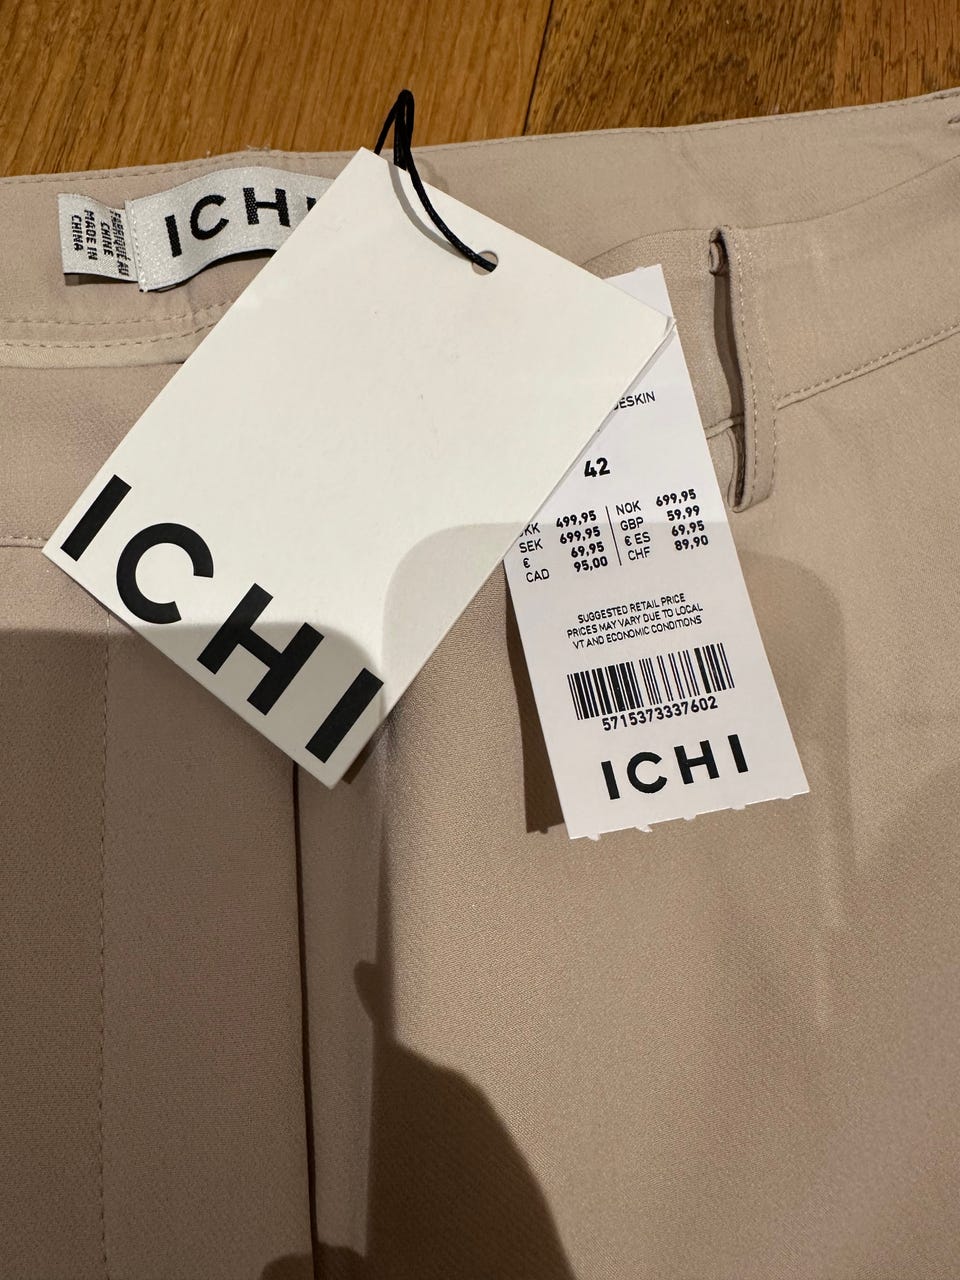 ICHI
FABRIQUÉ AU
CHINE
MADE IN
CHINA
ICHI
42
499,95
SEK 699,95
€ 69,95
CAD 95,00
NOK 699,95
GBP 59,99
€ ES 69,95
CHF 89,90
SUGGESTED RETAIL PRICE
PRICES MAY VARY DUE TO LOCAL
VT AND ECONOMIC CONDITIONS
5715373337602
ICHI